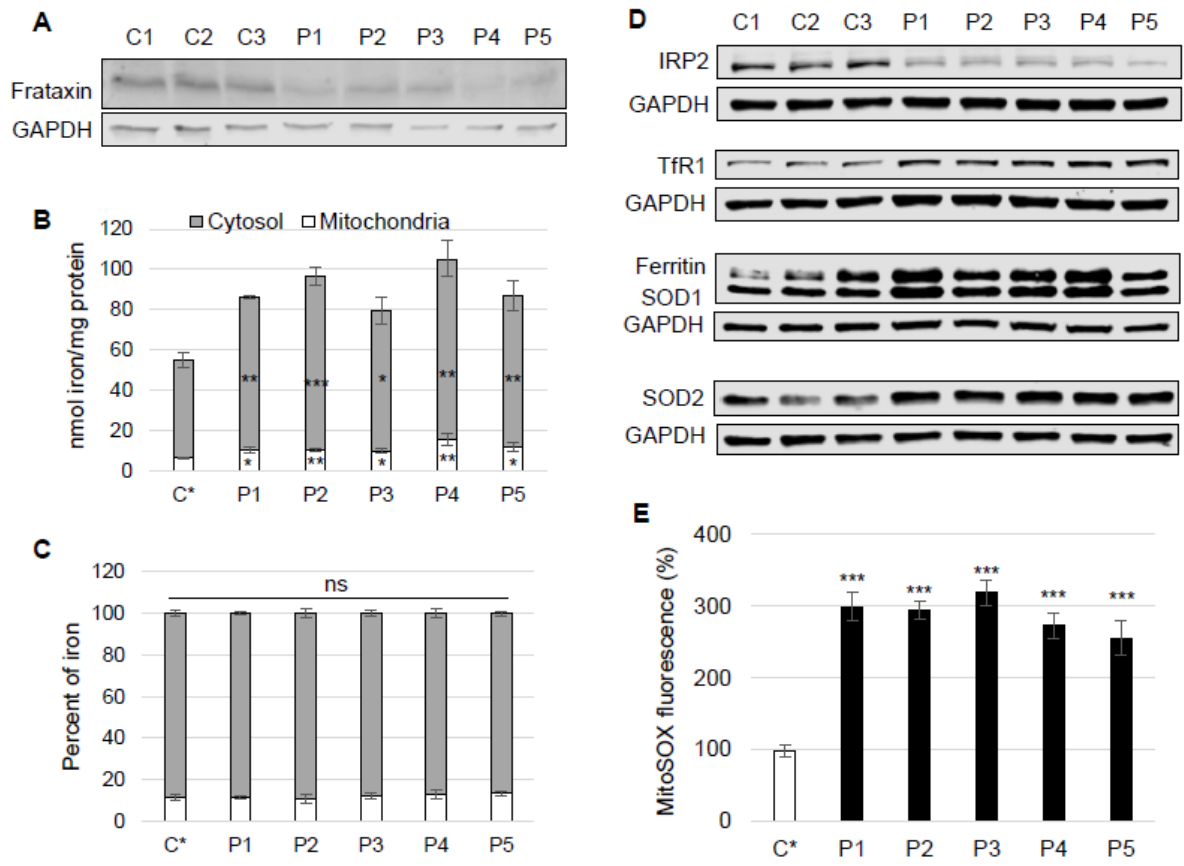 A
C1 C2 C3 P1 P2 P3 P4 P5
Frataxin
GAPDH
B
Cytosol Mitochondria
nmol iron/mg protein
120
100
80
60
40
20
0
** *** * ** **
* ** * ** *
C* P1 P2 P3 P4 P5
C
Percent of iron
120
100
80
60
40
20
0
ns
C* P1 P2 P3 P4 P5
D
C1 C2 C3 P1 P2 P3 P4 P5
IRP2
GAPDH
TfR1
GAPDH
Ferritin
SOD1
GAPDH
SOD2
GAPDH
E
MitoSOX fluorescence (%)
400
300
200
100
0
*** *** *** *** ***
C* P1 P2 P3 P4 P5